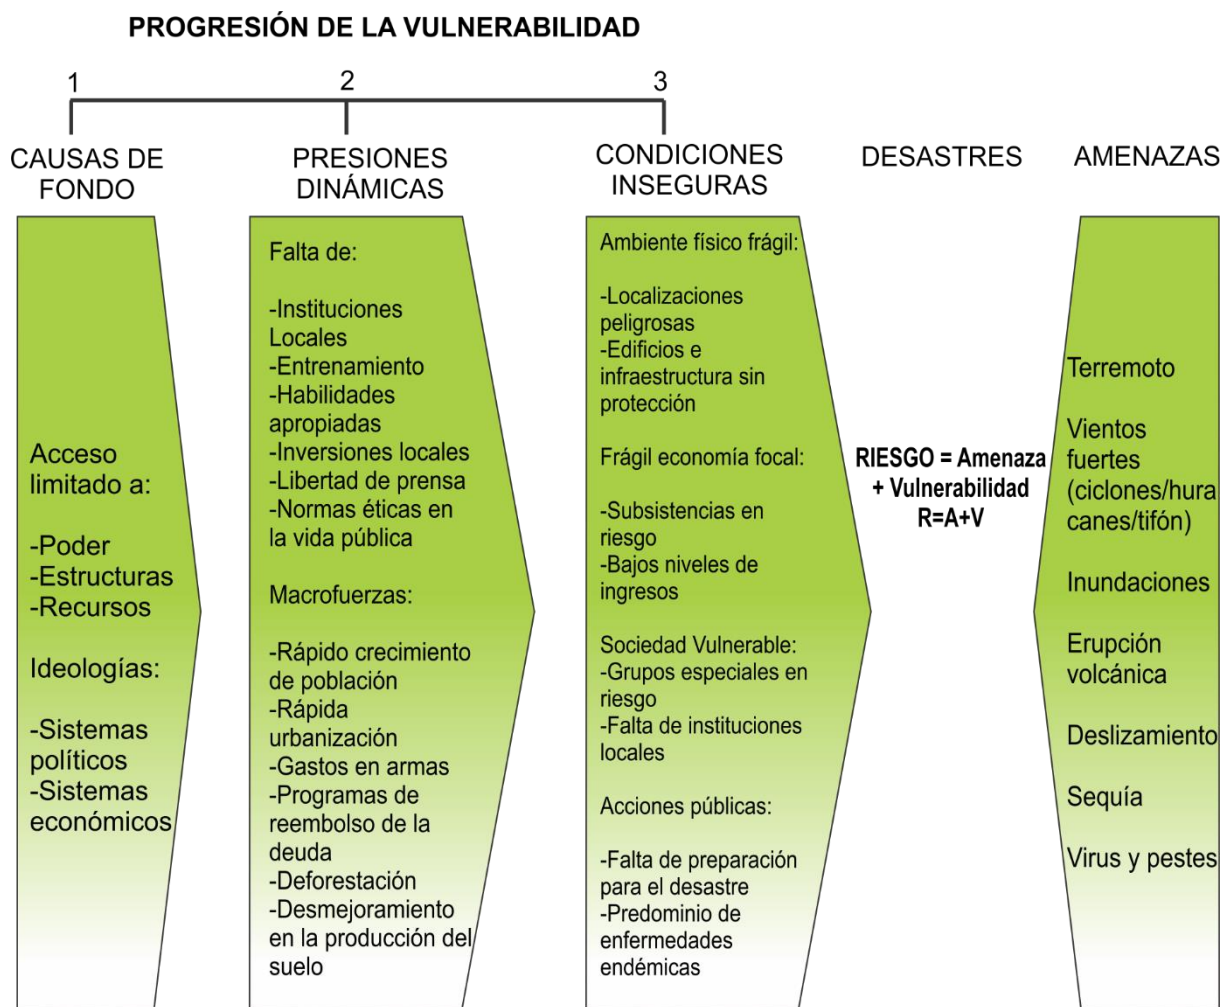 PROGRESIÓN DE LA VULNERABILIDAD
1
2
3
CAUSAS DE
FONDO
Acceso
limitado a:
-Poder
-Estructuras
-Recursos
Ideologías:
-Sistemas
políticos
-Sistemas
económicos
PRESIONES
DINÁMICAS
Falta de:
-Instituciones
Locales
-Entrenamiento
-Habilidades
apropiadas
-Inversiones locales
-Libertad de prensa
-Normas éticas en
la vida pública
Macrofuerzas:
-Rápido crecimiento
de población
-Rápida
urbanización
-Gastos en armas
-Programas de
reembolso de la
deuda
-Deforestación
-Desmejoramiento
en la producción del
suelo
CONDICIONES
INSEGURAS
Ambiente físico frágil:
-Localizaciones
peligrosas
-Edificios e
infraestructura sin
protección
Frágil economía focal:
-Subsistencias en
riesgo
-Bajos niveles de
ingresos
Sociedad Vulnerable:
-Grupos especiales en
riesgo
-Falta de instituciones
locales
Acciones públicas:
-Falta de preparación
para el desastre
-Predominio de
enfermedades
endémicas
DESASTRES
RIESGO = Amenaza
+ Vulnerabilidad
R=A+V
AMENAZAS
Terremoto
Vientos
fuertes
(ciclones/hura
canes/tifón)
Inundaciones
Erupción
volcánica
Deslizamiento
Sequía
Virus y pestes